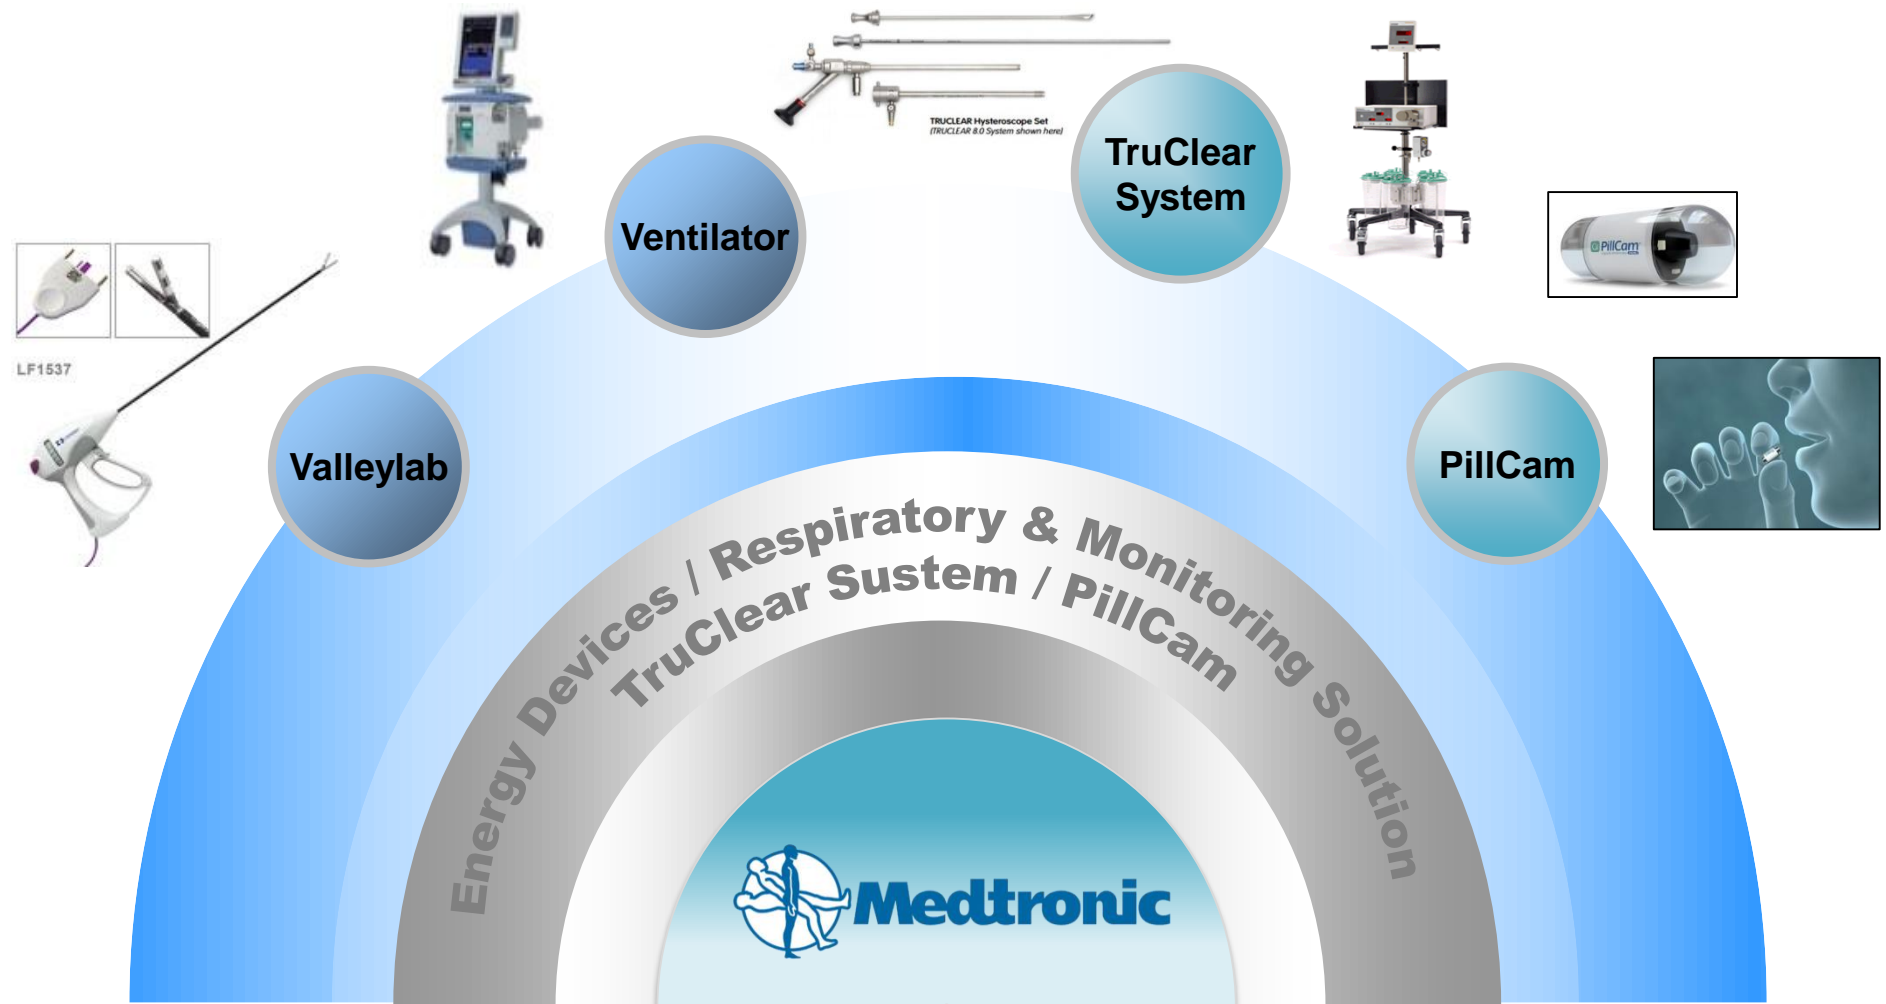 TRUCLEAR Hysteroscope Set
(TRUCLEAR 8.0 System shown here)
TruClear
System
Ventilator
PillCam
LF1537
Valleylab
PillCam
Energy Devices / Respiratory & Monitoring Solution
TruClear Sustem / PillCam
Medtronic